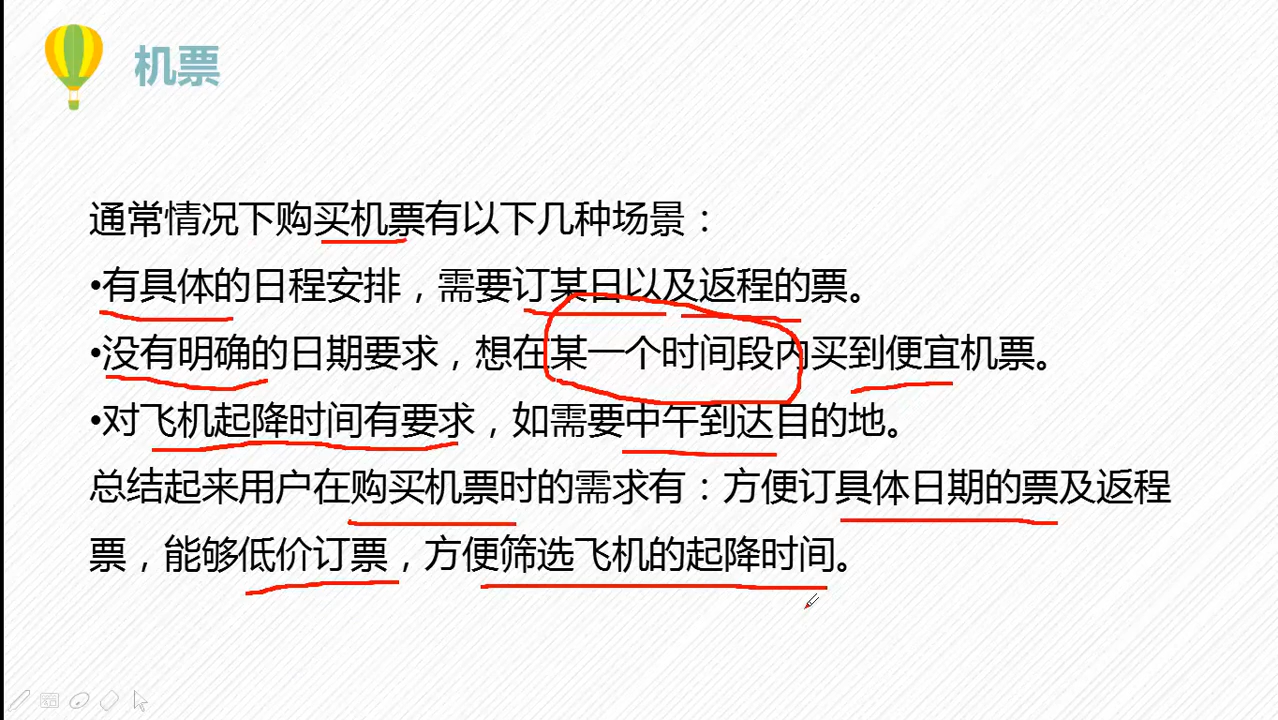 机票
通常情况下购买机票有以下几种场景：
•有具体的日程安排，需要订某日以及返程的票。
•没有明确的日期要求，想在某一个时间段内买到便宜机票。
•对飞机起降时间有要求，如需要中午到达目的地。
总结起来用户在购买机票时的需求有：方便订具体日期的票及返程
票，能够低价订票，方便筛选飞机的起降时间。